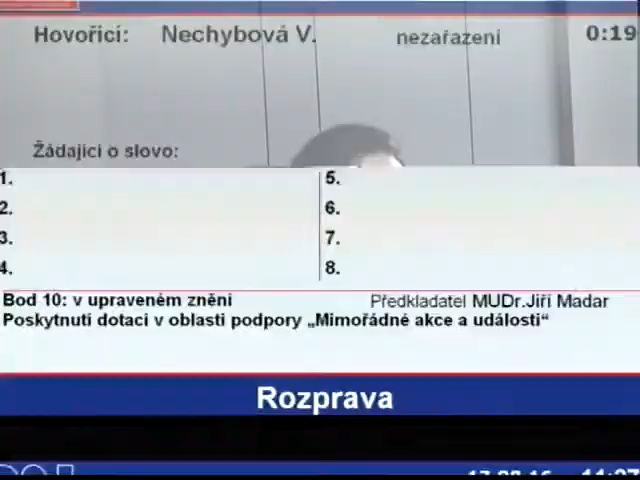 Hovořící: Nechybová V. nezařazení 0:19
Žádající o slovo:
1. 5.
2. 6.
3. 7.
4. 8.
Bod 10: v upraveném znění Předkladatel MUDr.Jiří Madar
Poskytnutí dotací v oblasti podpory „Mimořádné akce a události“
Rozprava